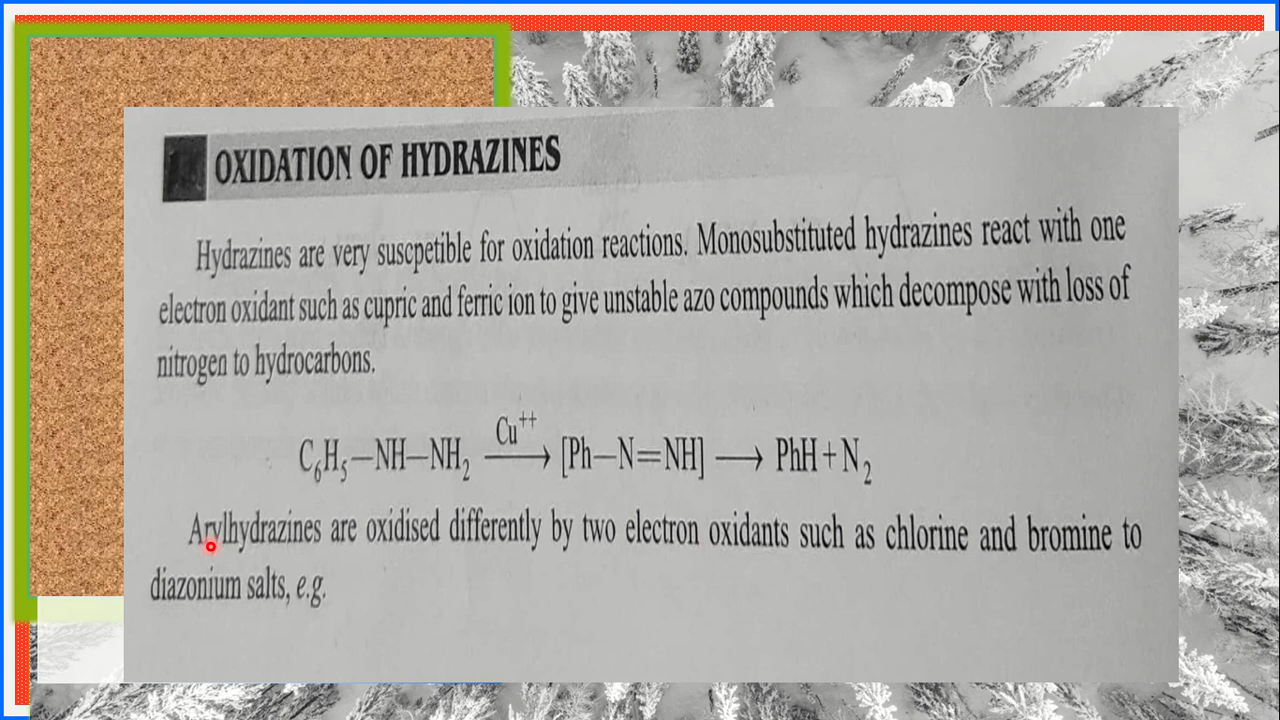 OXIDATION OF HYDRAZINES
Hydrazines are very suscpetible for oxidation reactions. Monosubstituted hydrazines react with one
electron oxidant such as cupric and ferric ion to give unstable azo compounds which decompose with loss of
nitrogen to hydrocarbons.
C₆H₅—NH—NH₂ —Cu⁺⁺→ [Ph—N=NH] ⟶ PhH+N₂
Arylhydrazines are oxidised differently by two electron oxidants such as chlorine and bromine to
diazonium salts, e.g.